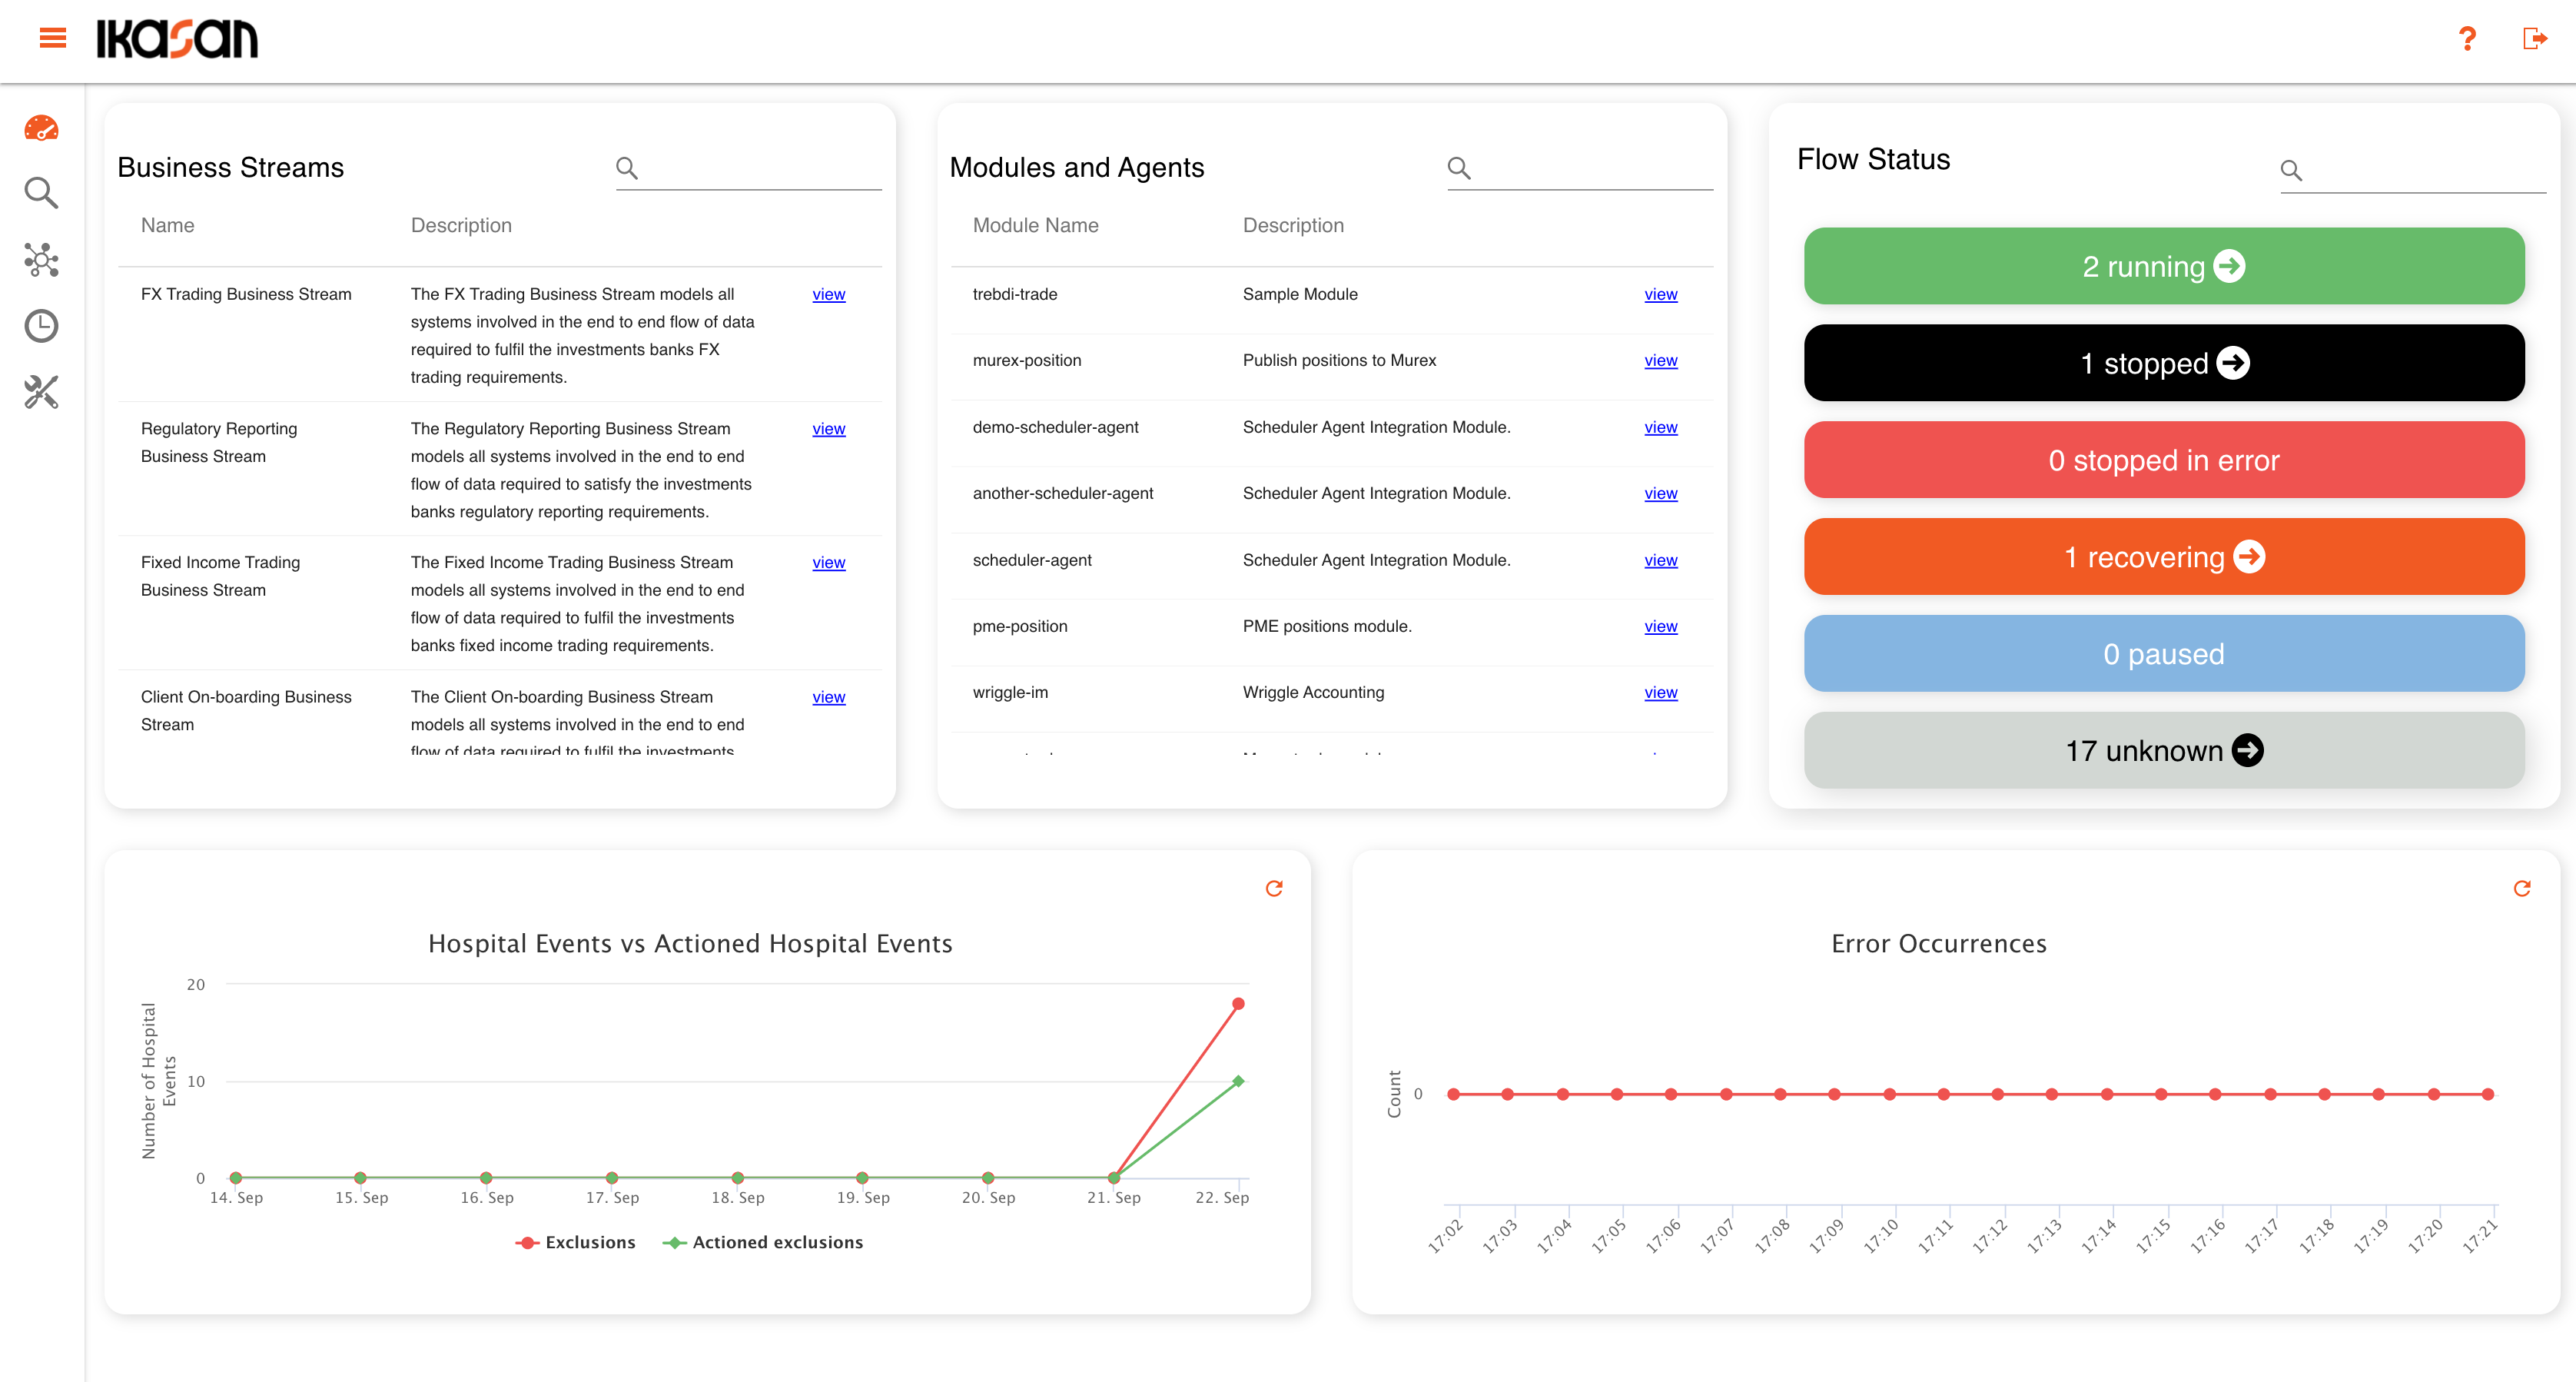 IKASAN
?
Business Streams
Name Description
FX Trading Business Stream
The FX Trading Business Stream models all
systems involved in the end to end flow of data
required to fulfil the investments banks FX
trading requirements.
view
Regulatory Reporting
Business Stream
The Regulatory Reporting Business Stream
models all systems involved in the end to end
flow of data required to satisfy the investments
banks regulatory reporting requirements.
view
Fixed Income Trading
Business Stream
The Fixed Income Trading Business Stream
models all systems involved in the end to end
flow of data required to fulfil the investments
banks fixed income trading requirements.
view
Client On-boarding Business
Stream
The Client On-boarding Business Stream
models all systems involved in the end to end
flow of data required to fulfil the investments
view
Modules and Agents
Module Name Description
trebdi-trade Sample Module view
murex-position Publish positions to Murex view
demo-scheduler-agent Scheduler Agent Integration Module. view
another-scheduler-agent Scheduler Agent Integration Module. view
scheduler-agent Scheduler Agent Integration Module. view
pme-position PME positions module. view
wriggle-im Wriggle Accounting view
Flow Status
2 running
1 stopped
0 stopped in error
1 recovering
0 paused
17 unknown
Hospital Events vs Actioned Hospital Events
Number of Hospital
Events
20
10
0
14. Sep 15. Sep 16. Sep 17. Sep 18. Sep 19. Sep 20. Sep 21. Sep 22. Sep
Exclusions Actioned exclusions
Error Occurrences
Count
0
17:02 17:03 17:04 17:05 17:06 17:07 17:08 17:09 17:10 17:11 17:12 17:13 17:14 17:15 17:16 17:17 17:18 17:19 17:20 17:21